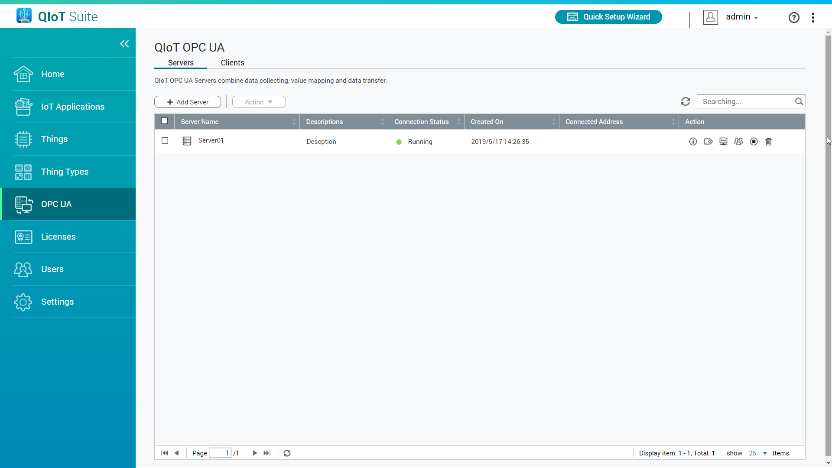 QIoT Suite
Quick Setup Wizard
admin
Home
IoT Applications
Things
Thing Types
OPC UA
Licenses
Users
Settings
QIoT OPC UA
Servers Clients
QIoT OPC UA Servers combine data collecting, value mapping and data transfer.
+ Add Server Action
Searching...
Server Name Descriptions Connection Status Created On Connected Address Action
Server01 Desception Running 2019/6/17 14:26:35
Page 1 /1
Display item: 1 - 1, Total: 1 show 25 Items